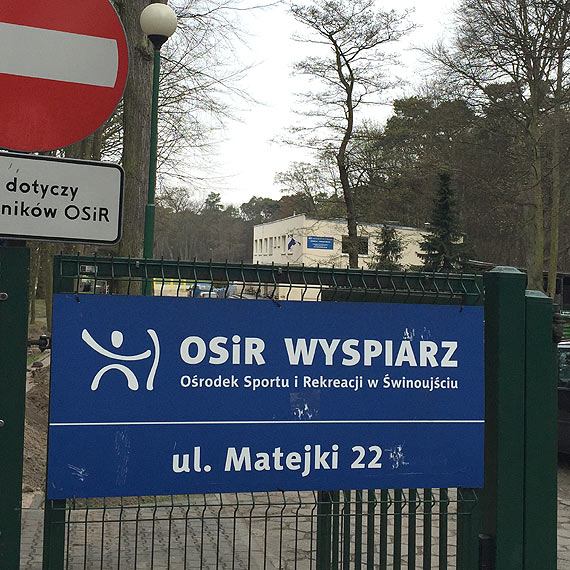 dotyczy
ników OSiR
OSiR WYSPIARZ
Ośrodek Sportu i Rekreacji w Świnoujściu
ul. Matejki 22